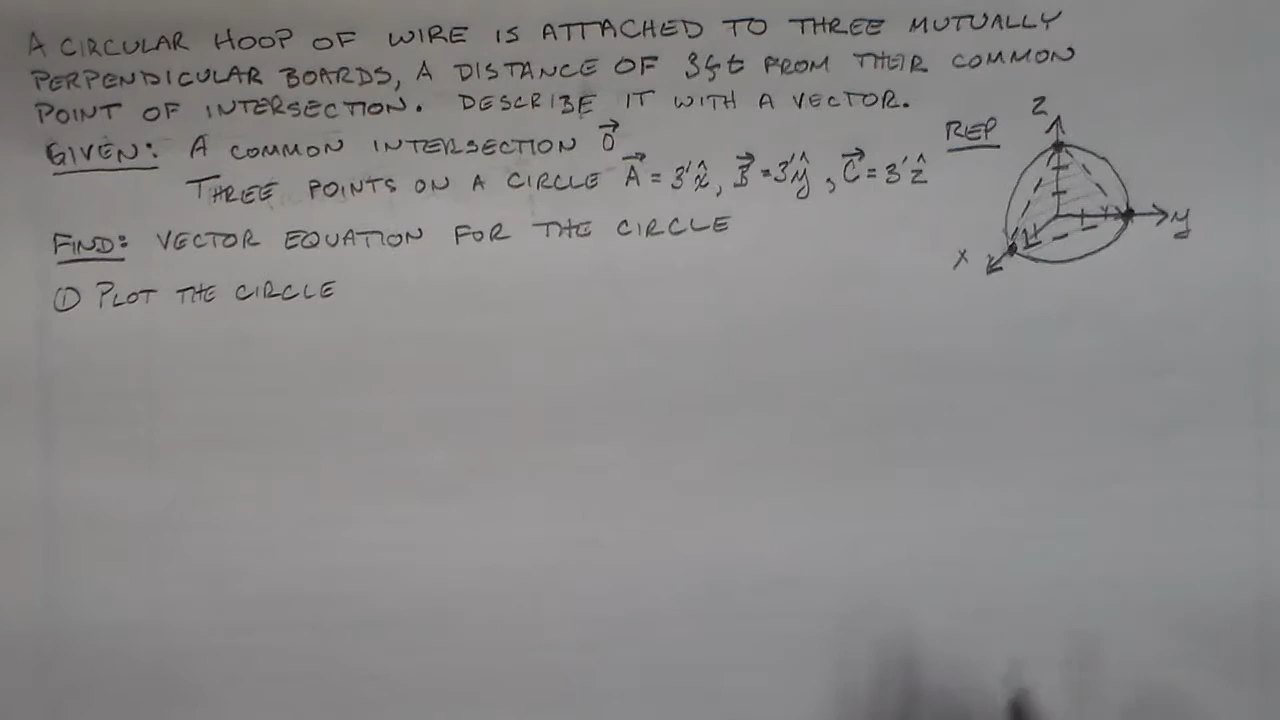 A CIRCULAR HOOP OF WIRE IS ATTACHED TO THREE MUTUALLY
PERPENDICULAR BOARDS, A DISTANCE OF 3ft FROM THEIR COMMON
POINT OF INTERSECTION. DESCRIBE IT WITH A VECTOR.
GIVEN: A COMMON INTERSECTION O⃗
THREE POINTS ON A CIRCLE A⃗ = 3'x̂, B⃗ = 3'ŷ, C⃗ = 3'ẑ
FIND: VECTOR EQUATION FOR THE CIRCLE
① PLOT THE CIRCLE
REP
Z
y
X